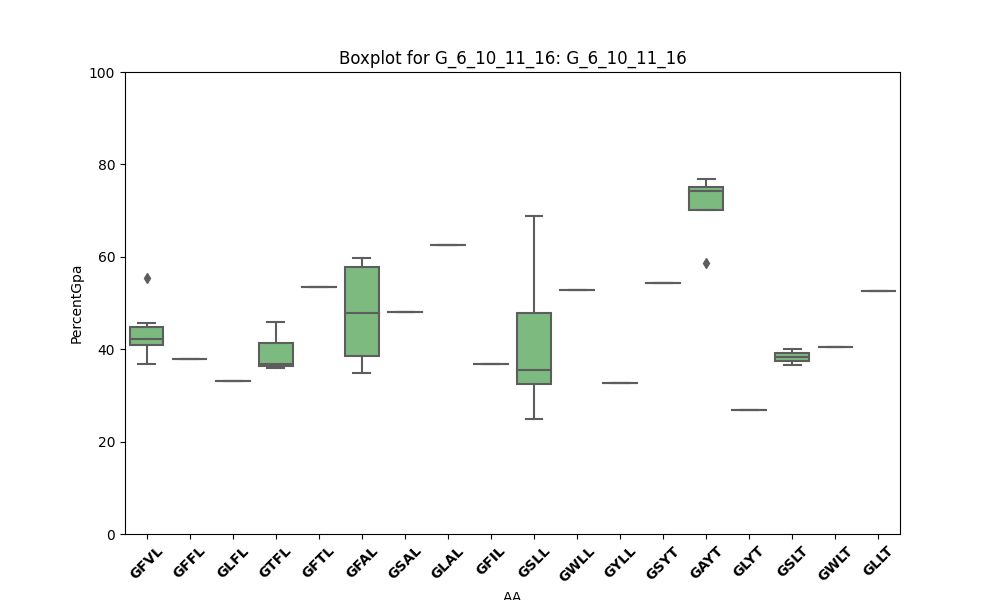 Boxplot for G_6_10_11_16: G_6_10_11_16
100
80
60
40
20
0
PercentGpa
GFVL GFFL GLFL GTFL GFTL GFAL GSAL GLAL GFIL GSLL GWLL GYLL GSYT GAYT GLYT GSLT GWLT GLLT
AA